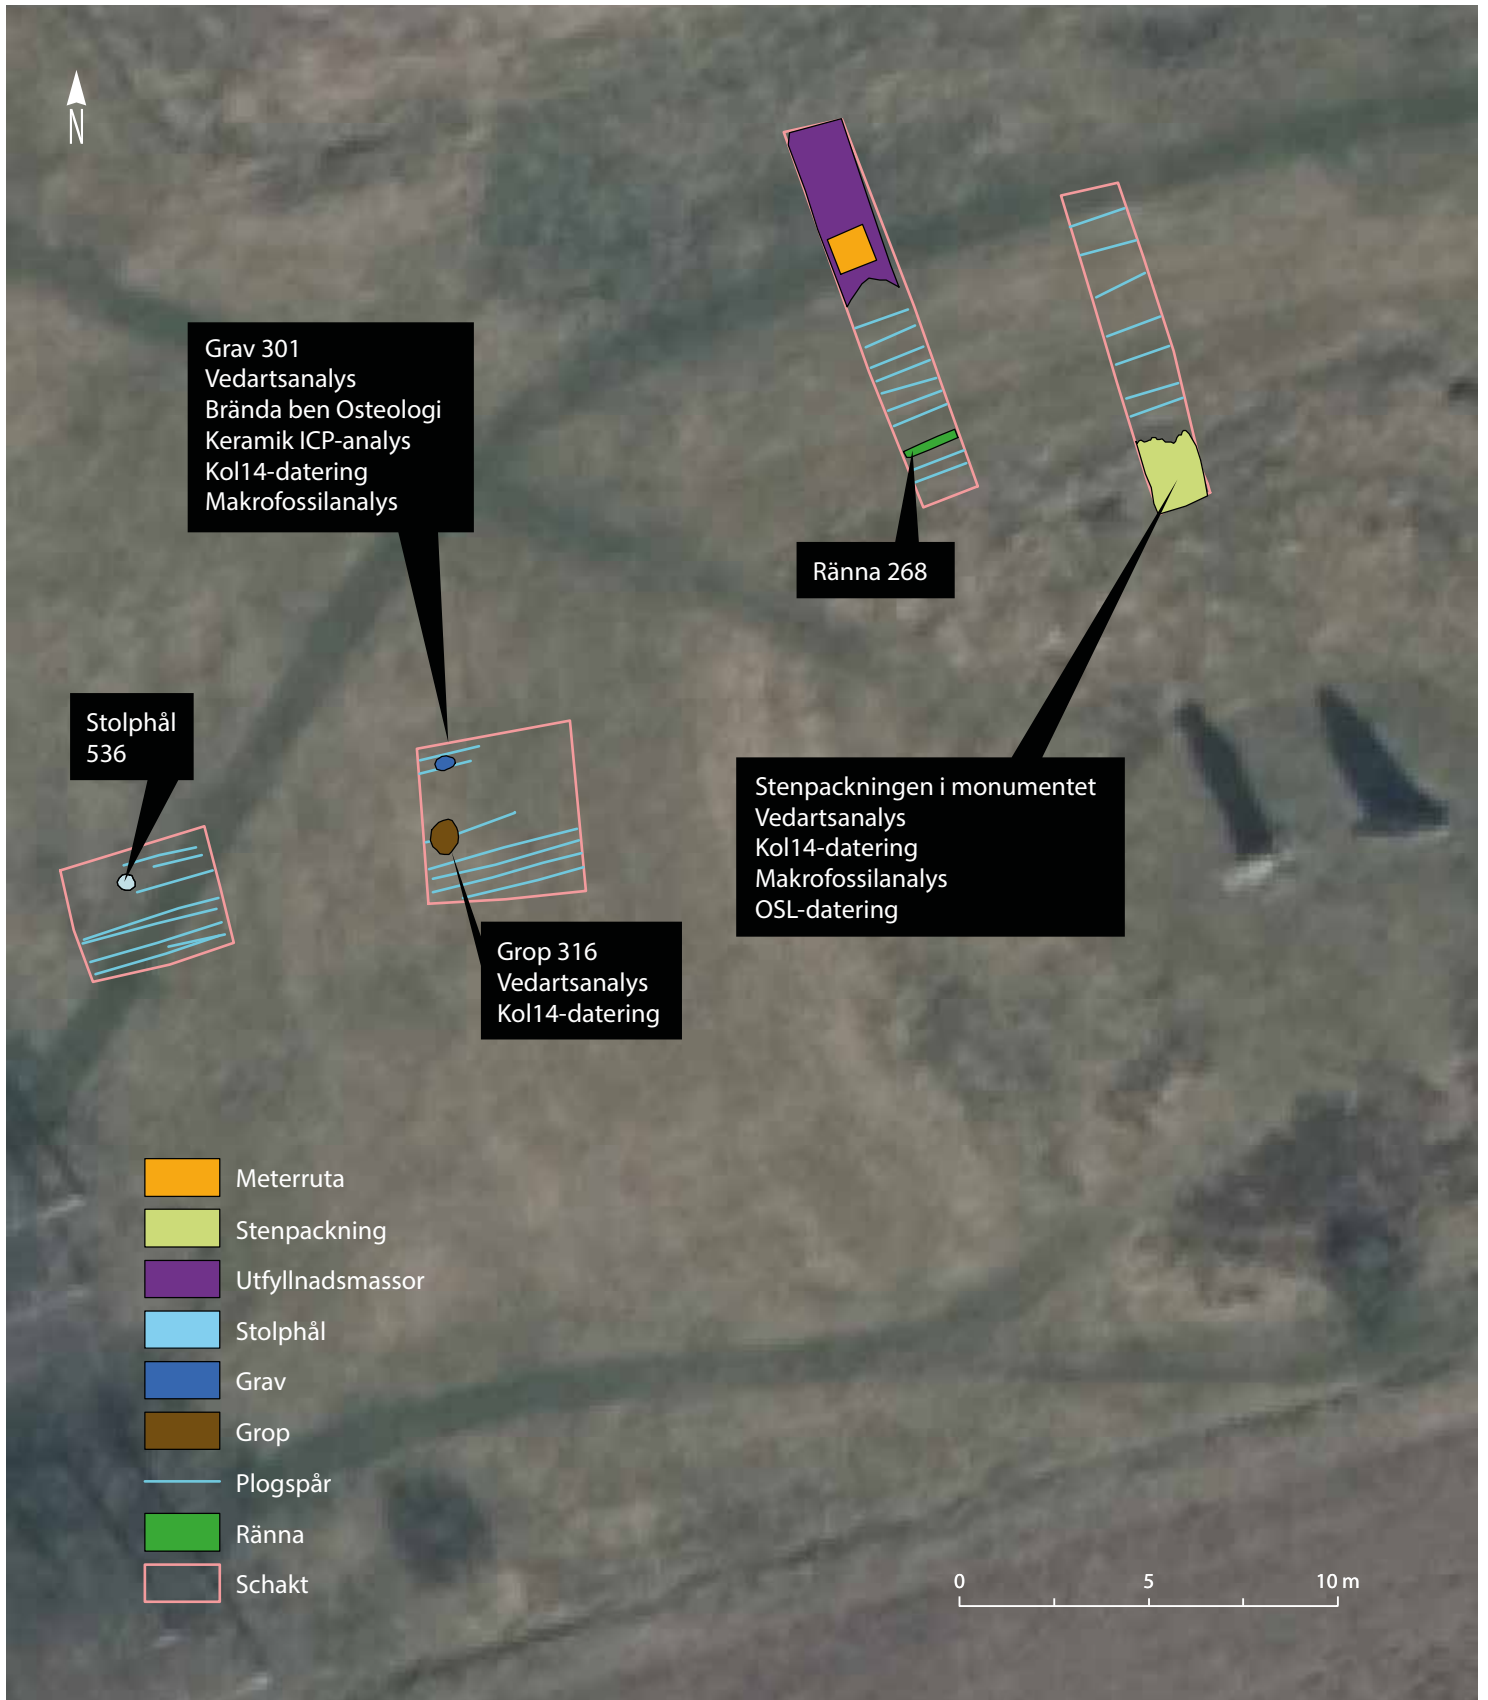 N
Grav 301
Vedartsanalys
Brända ben Osteologi
Keramik ICP-analys
Kol14-datering
Makrofossilanalys
Ränna 268
Stolphål
536
Stenpackningen i monumentet
Vedartsanalys
Kol14-datering
Makrofossilanalys
OSL-datering
Grop 316
Vedartsanalys
Kol14-datering
Meterruta
Stenpackning
Utfyllnadsmassor
Stolphål
Grav
Grop
Plogspår
Ränna
Schakt
0 5 10 m